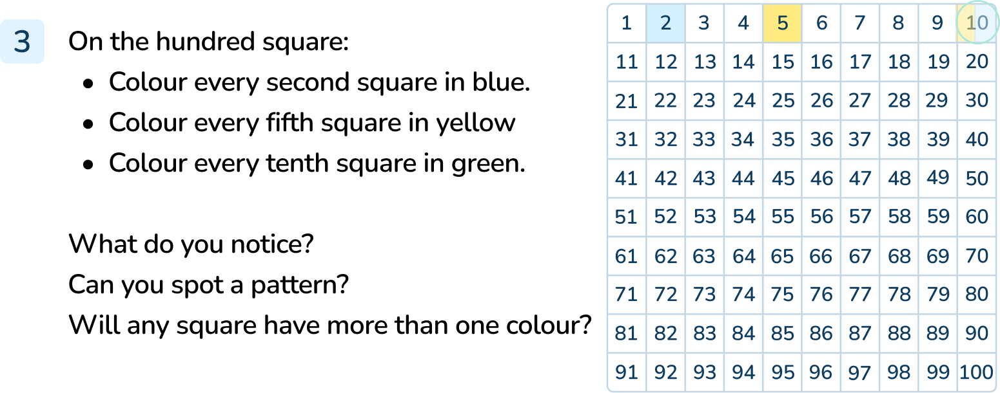 3
On the hundred square:
• Colour every second square in blue.
• Colour every fifth square in yellow
• Colour every tenth square in green.
What do you notice?
Can you spot a pattern?
Will any square have more than one colour?
1 2 3 4 5 6 7 8 9 10
11 12 13 14 15 16 17 18 19 20
21 22 23 24 25 26 27 28 29 30
31 32 33 34 35 36 37 38 39 40
41 42 43 44 45 46 47 48 49 50
51 52 53 54 55 56 57 58 59 60
61 62 63 64 65 66 67 68 69 70
71 72 73 74 75 76 77 78 79 80
81 82 83 84 85 86 87 88 89 90
91 92 93 94 95 96 97 98 99 100